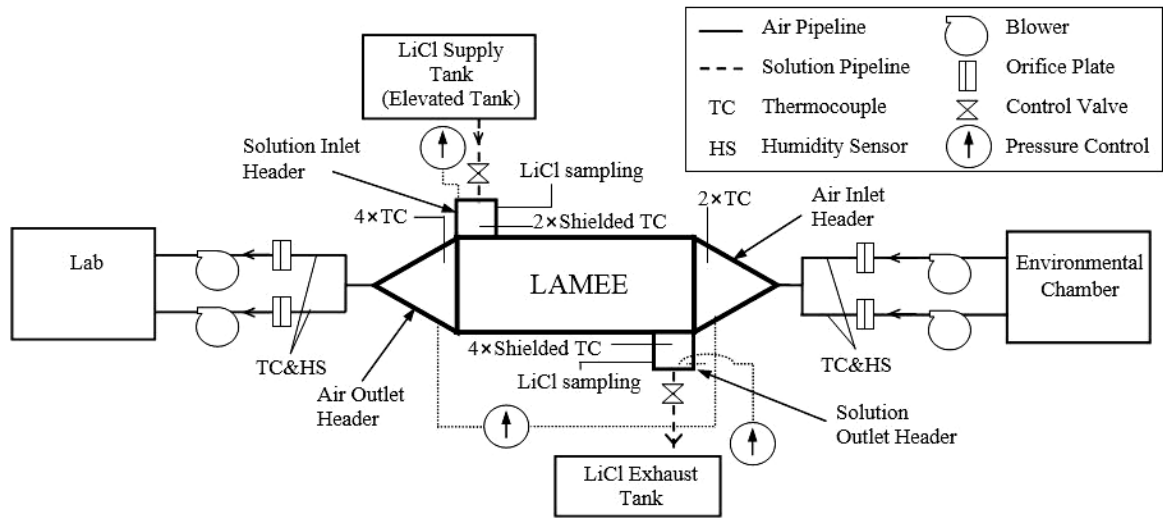 LiCl Supply
Tank
(Elevated Tank)
Air Pipeline
Solution Pipeline
TC Thermocouple
HS Humidity Sensor
Blower
Orifice Plate
Control Valve
Pressure Control
Solution Inlet
Header
LiCl sampling
4×TC
2×Shielded TC
2×TC
Air Inlet
Header
Lab
LAMEE
Environmental
Chamber
TC&HS
Air Outlet
Header
4×Shielded TC
LiCl sampling
TC&HS
Solution
Outlet Header
LiCl Exhaust
Tank